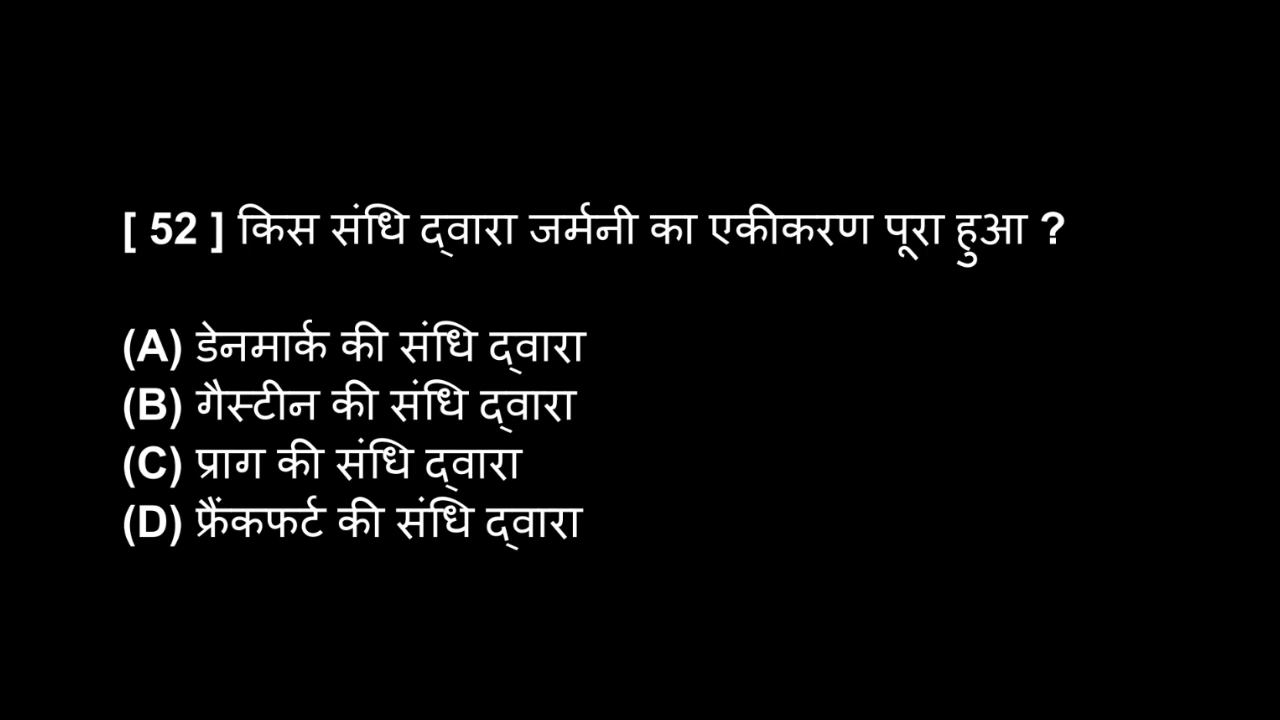 [ 52 ] किस संधि द्वारा जर्मनी का एकीकरण पूरा हुआ ?
(A) डेनमार्क की संधि द्वारा
(B) गैस्टीन की संधि द्वारा
(C) प्राग की संधि द्वारा
(D) फ्रैंकफर्ट की संधि द्वारा